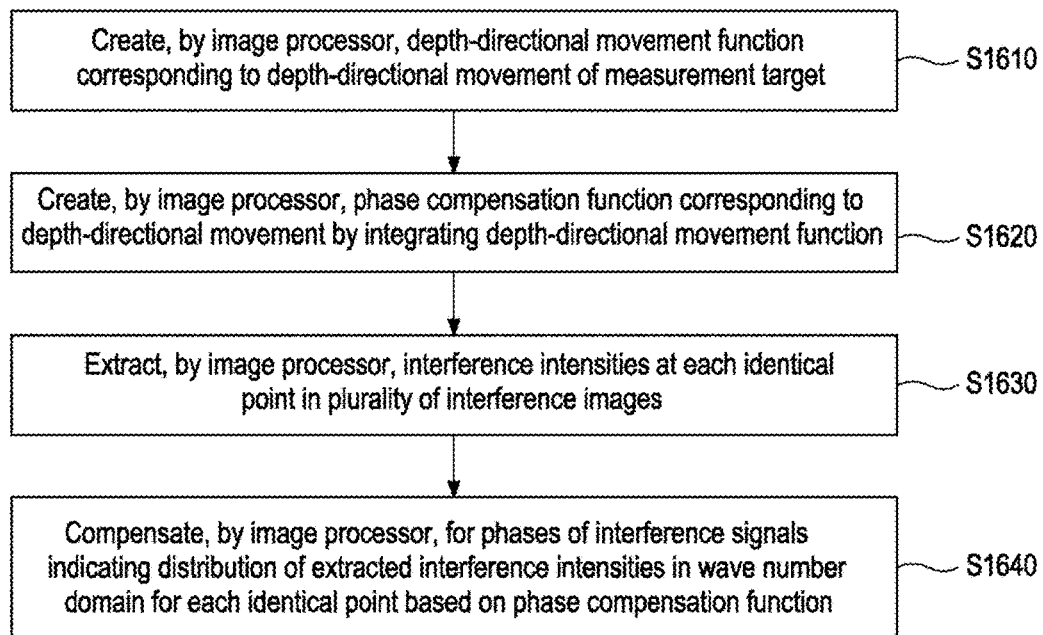 Create, by image processor, depth-directional movement function
corresponding to depth-directional movement of measurement target
S1610
Create, by image processor, phase compensation function corresponding to
depth-directional movement by integrating depth-directional movement function
S1620
Extract, by image processor, interference intensities at each identical
point in plurality of interference images
S1630
Compensate, by image processor, for phases of interference signals
indicating distribution of extracted interference intensities in wave number
domain for each identical point based on phase compensation function
S1640